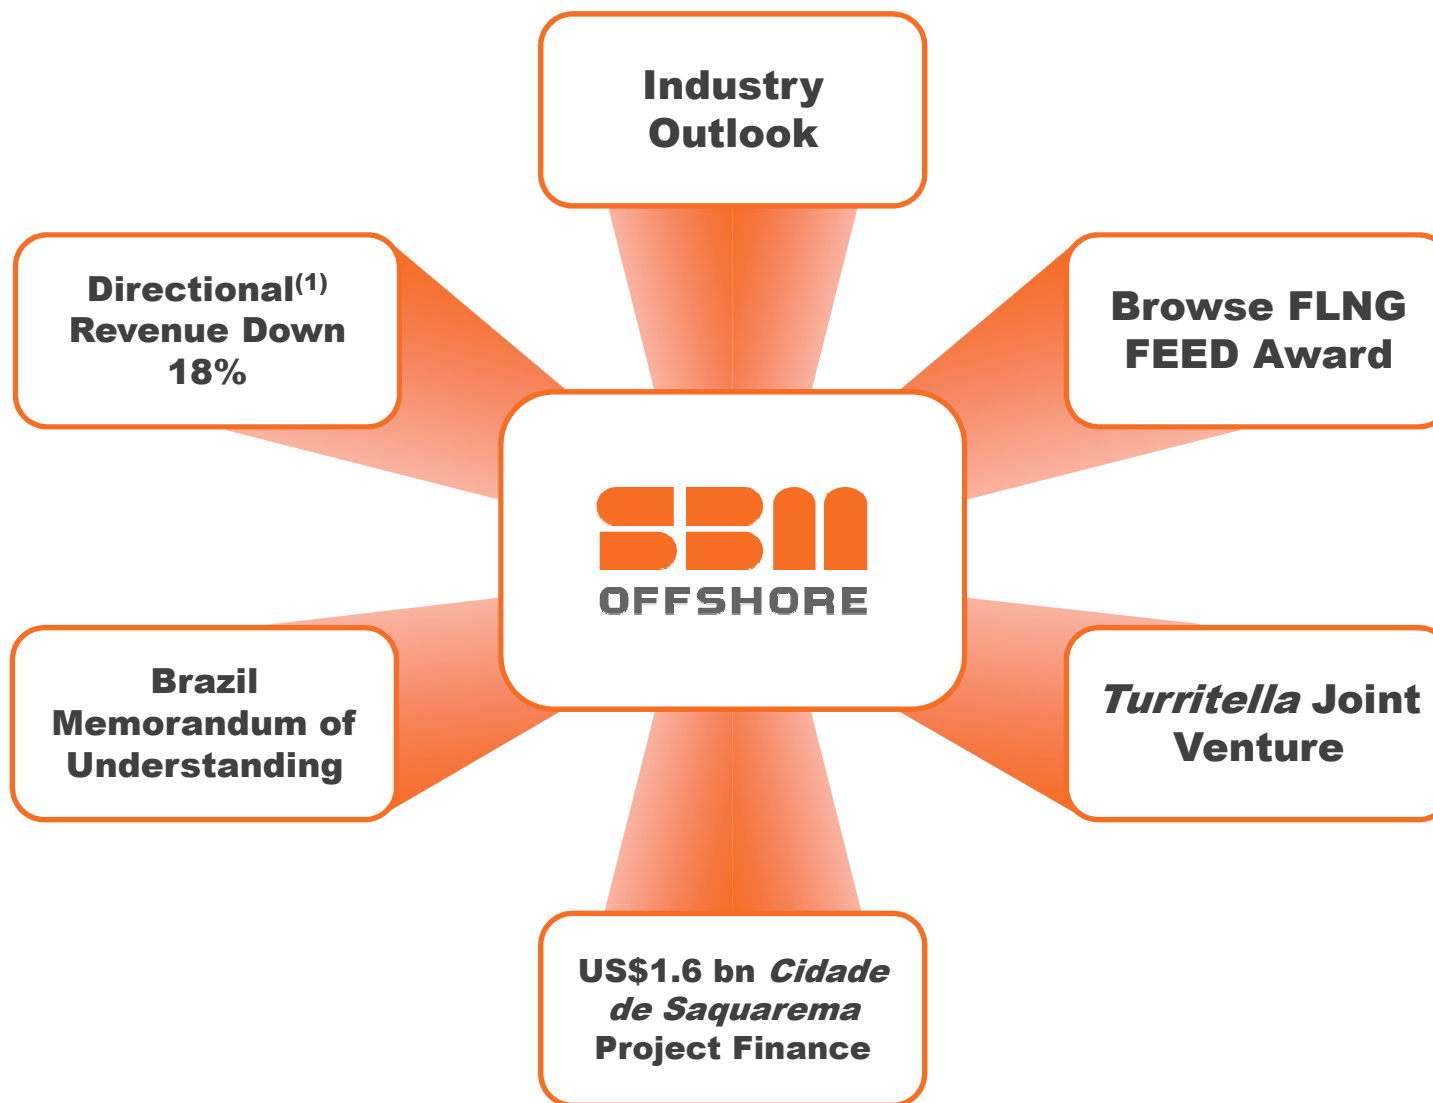 Industry
Outlook
Directional(1)
Revenue Down
18%
Browse FLNG
FEED Award
SBM
OFFSHORE
Brazil
Memorandum of
Understanding
Turritella Joint
Venture
US$1.6 bn Cidade
de Saquarema
Project Finance